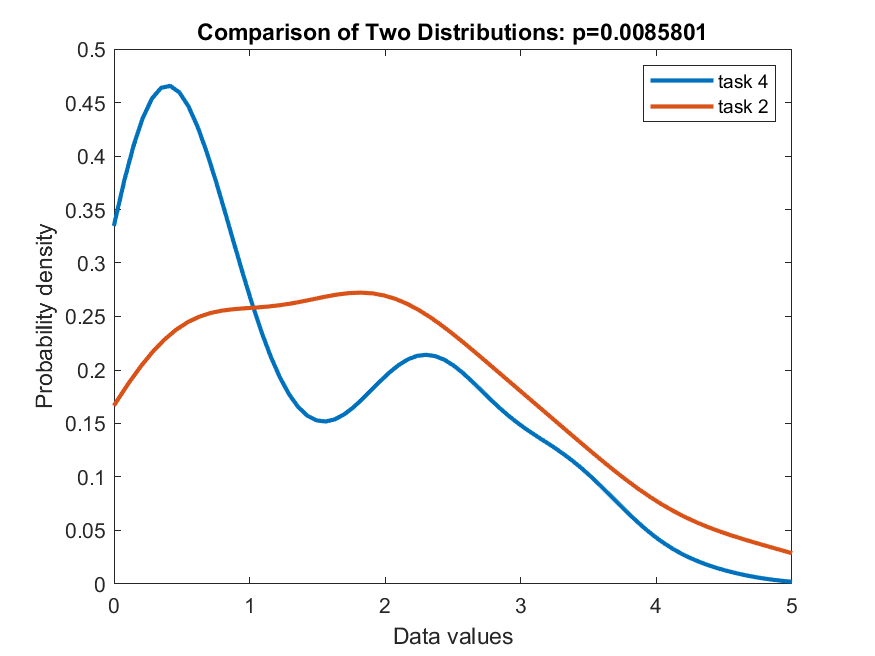 Comparison of Two Distributions: p=0.0085801
0.5
0.45
0.4
0.35
0.3
0.25
0.2
0.15
0.1
0.05
0
Probability density
task 4
task 2
0 1 2 3 4 5
Data values